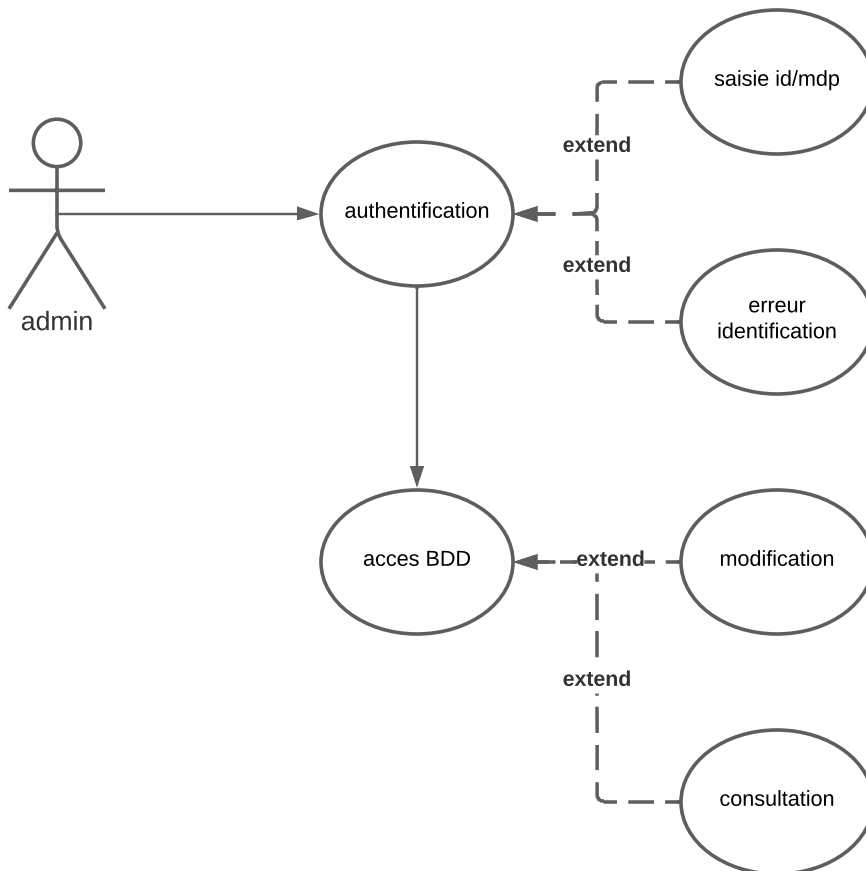 saisie id/mdp
extend
authentification
extend
erreur
identification
admin
acces BDD
extend
modification
extend
consultation